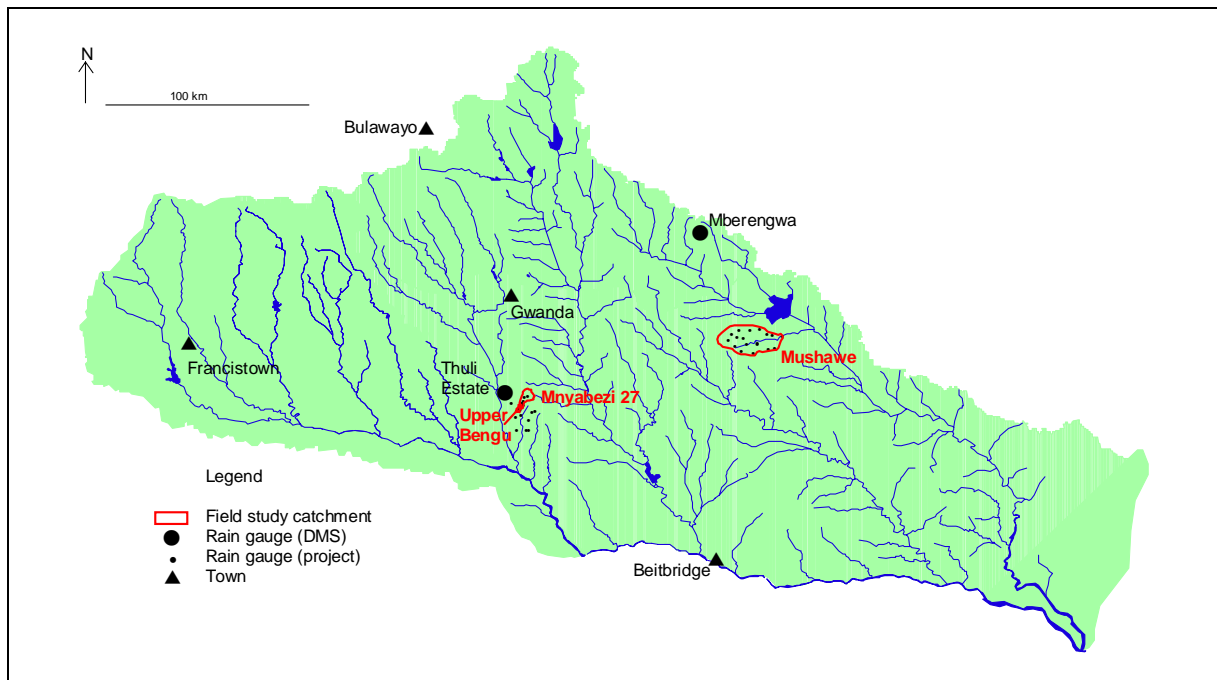 N
100 km
Bulawayo
Mberengwa
Gwanda
Mushawe
Francistown
Thuli
Estate
Mnyabezi 27
Upper
Bengu
Legend
Field study catchment
Rain gauge (DMS)
Rain gauge (project)
Town
Beitbridge